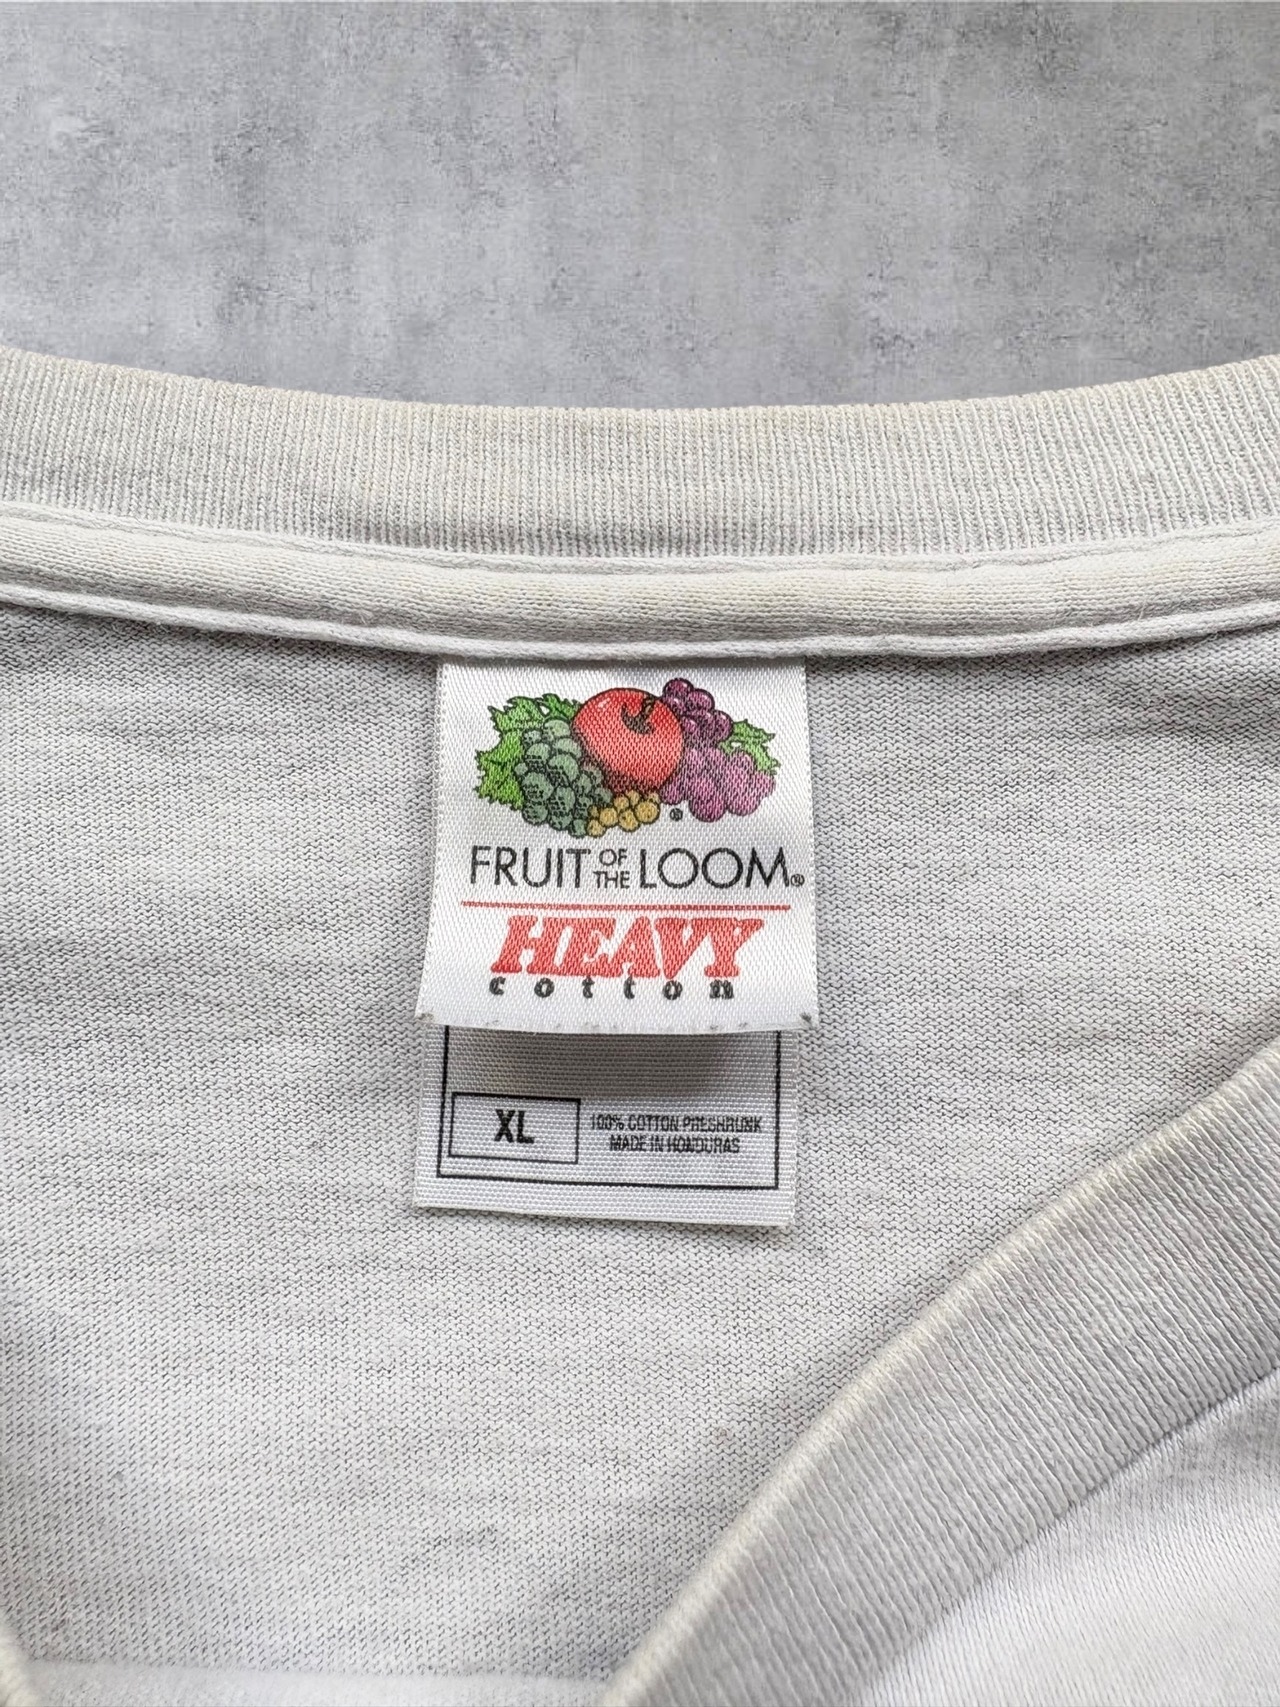 FRUIT OF THE LOOM®
HEAVY
cotton
XL
100% COTTON PRESHRUNK
MADE IN HONDURAS